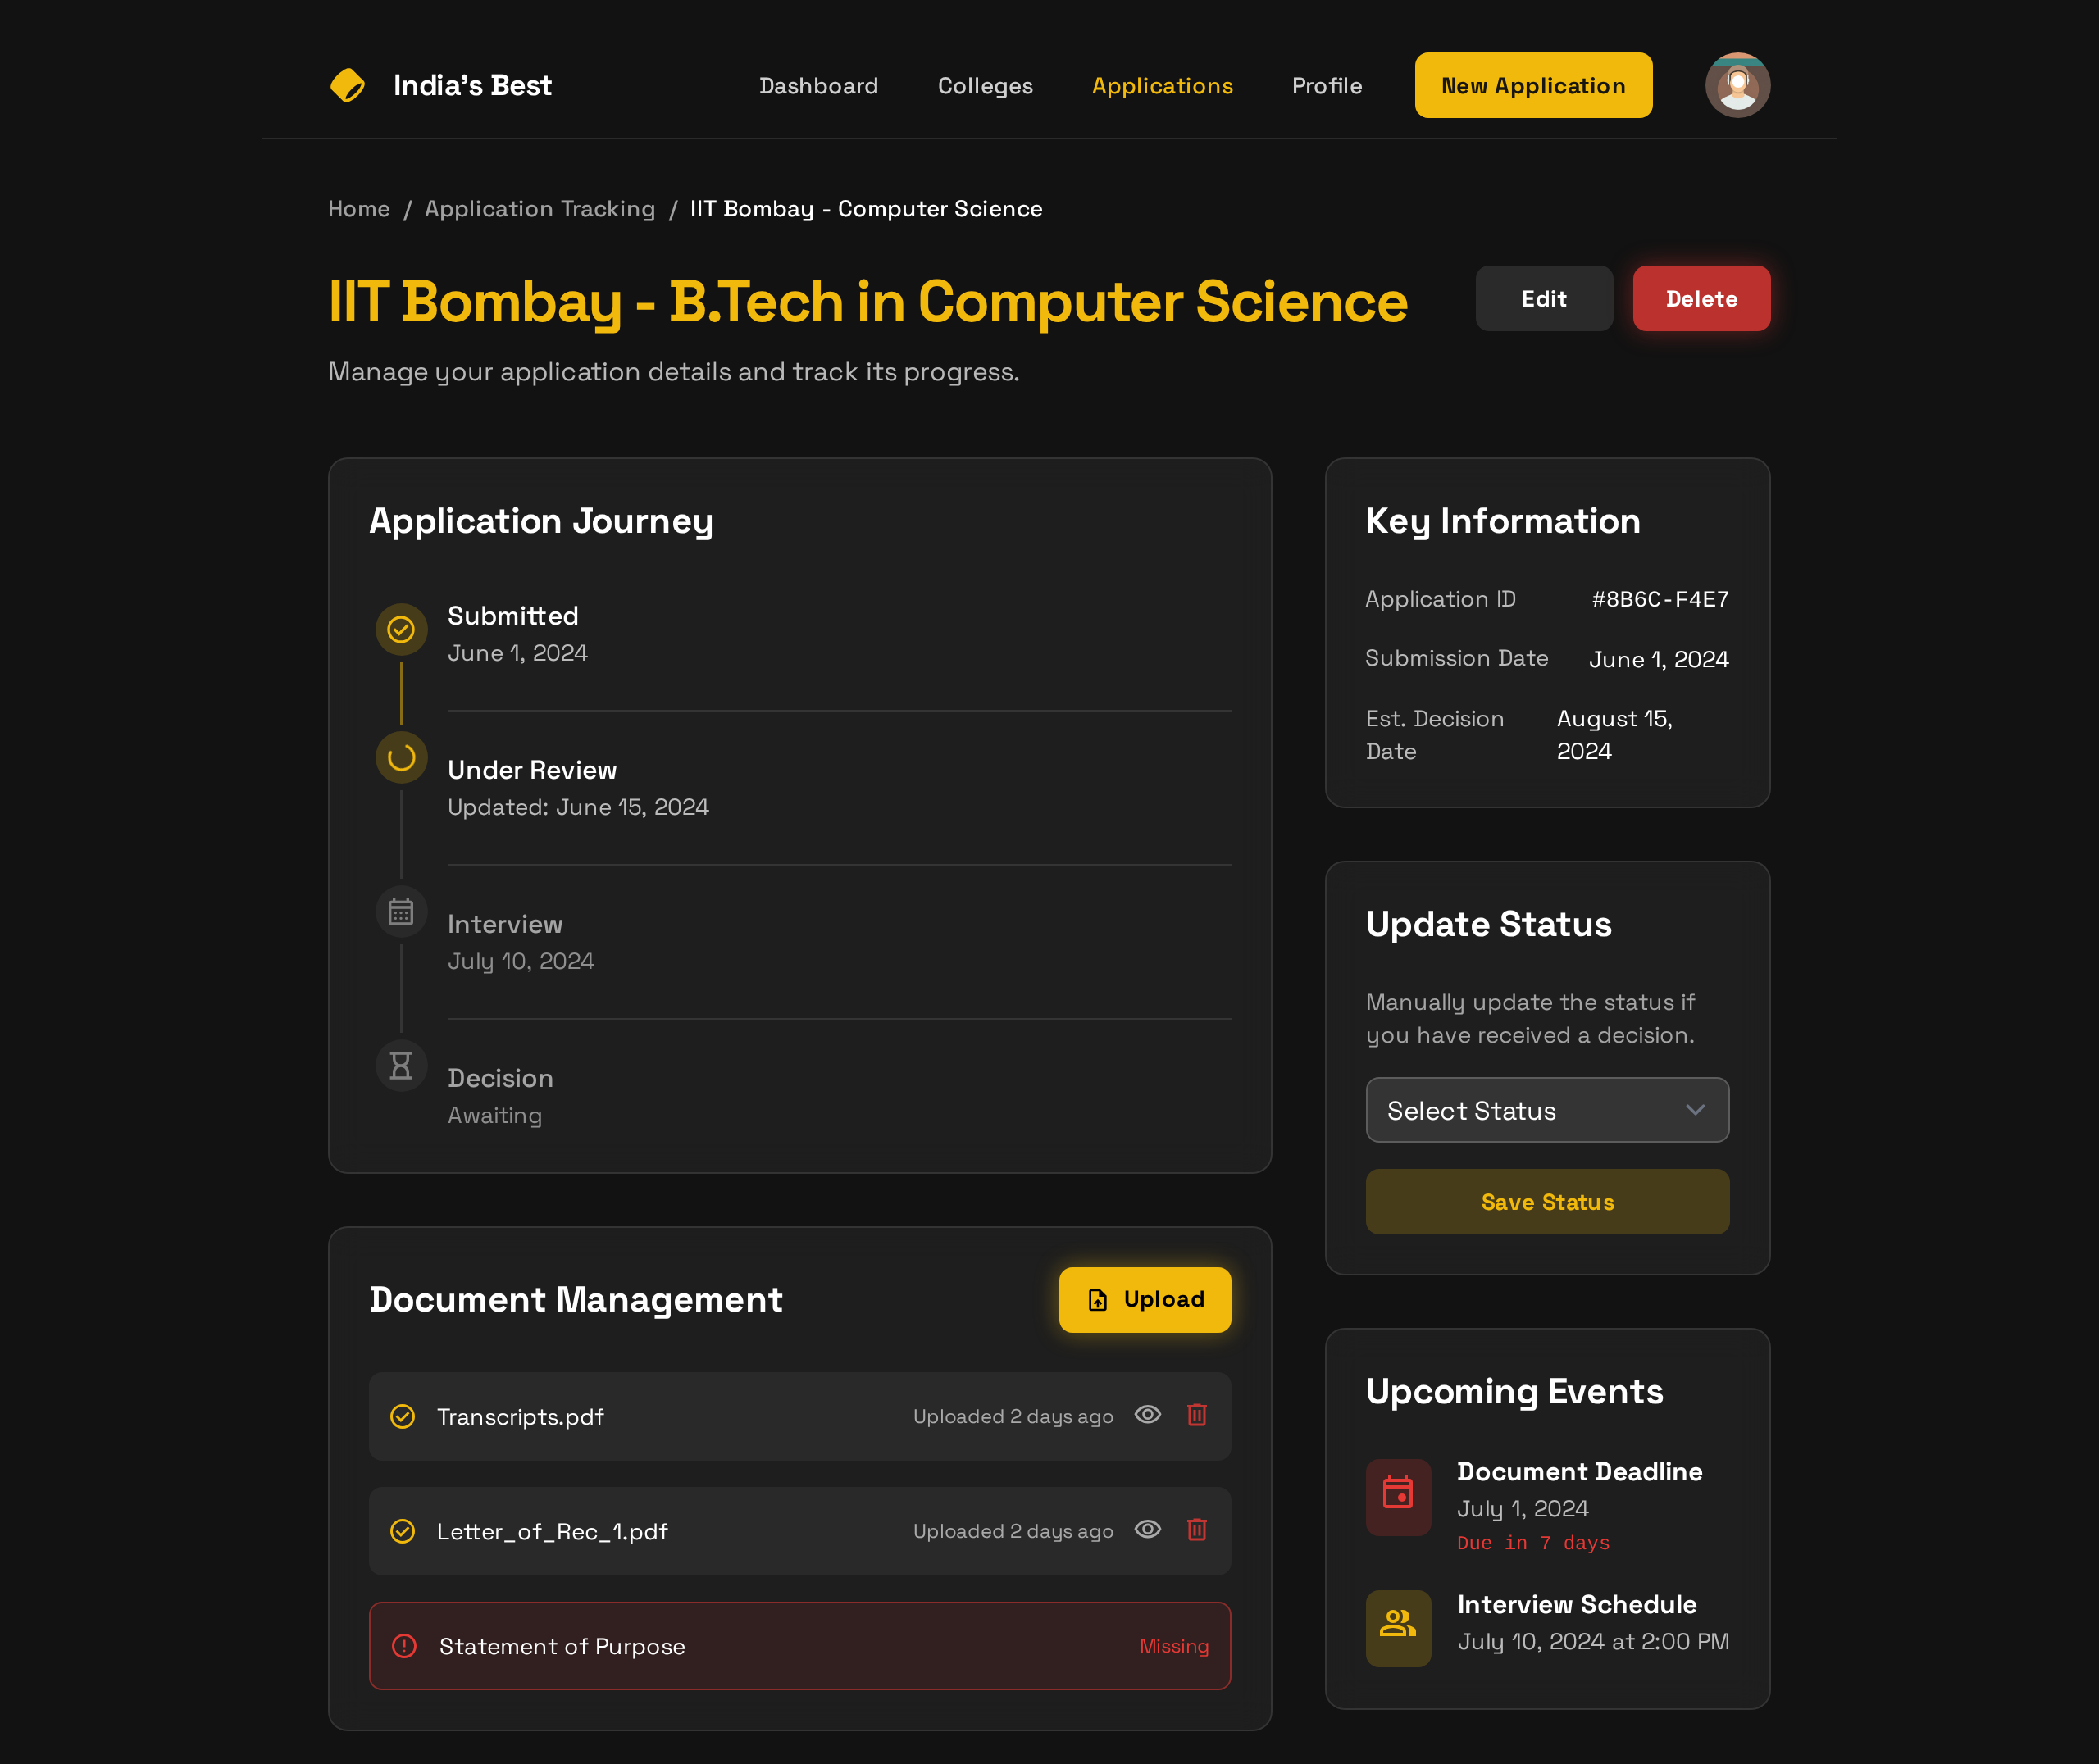 India's Best
Dashboard
Colleges
Applications
Profile
New Application
Home / Application Tracking / IIT Bombay - Computer Science
IIT Bombay - B.Tech in Computer Science
Edit
Delete
Manage your application details and track its progress.
Application Journey
Submitted
June 1, 2024
Under Review
Updated: June 15, 2024
Interview
July 10, 2024
Decision
Awaiting
Document Management
Upload
Transcripts.pdf
Uploaded 2 days ago
Letter_of_Rec_1.pdf
Uploaded 2 days ago
Statement of Purpose
Missing
Key Information
Application ID
#8B6C-F4E7
Submission Date
June 1, 2024
Est. Decision
Date
August 15,
2024
Update Status
Manually update the status if
you have received a decision.
Select Status
Save Status
Upcoming Events
Document Deadline
July 1, 2024
Due in 7 days
Interview Schedule
July 10, 2024 at 2:00 PM